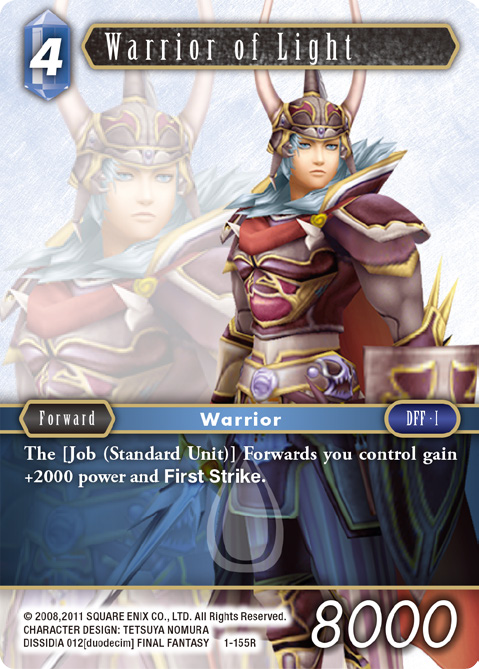 4
Warrior of Light
Forward
Warrior
DFF · I
The [Job (Standard Unit)] Forwards you control gain
+2000 power and First Strike.
© 2008,2011 SQUARE ENIX CO., LTD. All Rights Reserved.
CHARACTER DESIGN: TETSUYA NOMURA
DISSIDIA 012[duodecim] FINAL FANTASY 1-155R
8000